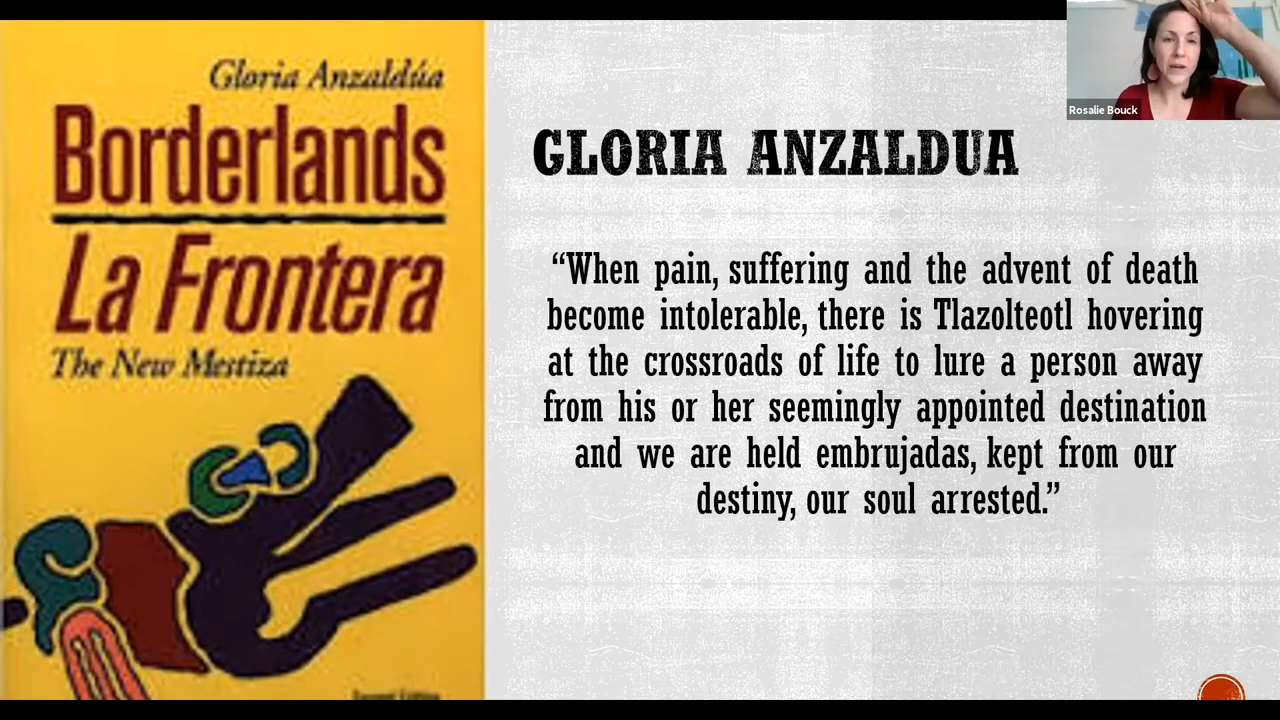 Gloria Anzaldúa
Borderlands
La Frontera
The New Mestiza
Second Edition
GLORIA ANZALDUA
“When pain, suffering and the advent of death
become intolerable, there is Tlazolteotl hovering
at the crossroads of life to lure a person away
from his or her seemingly appointed destination
and we are held embrujadas, kept from our
destiny, our soul arrested.”
Rosalie Bouck